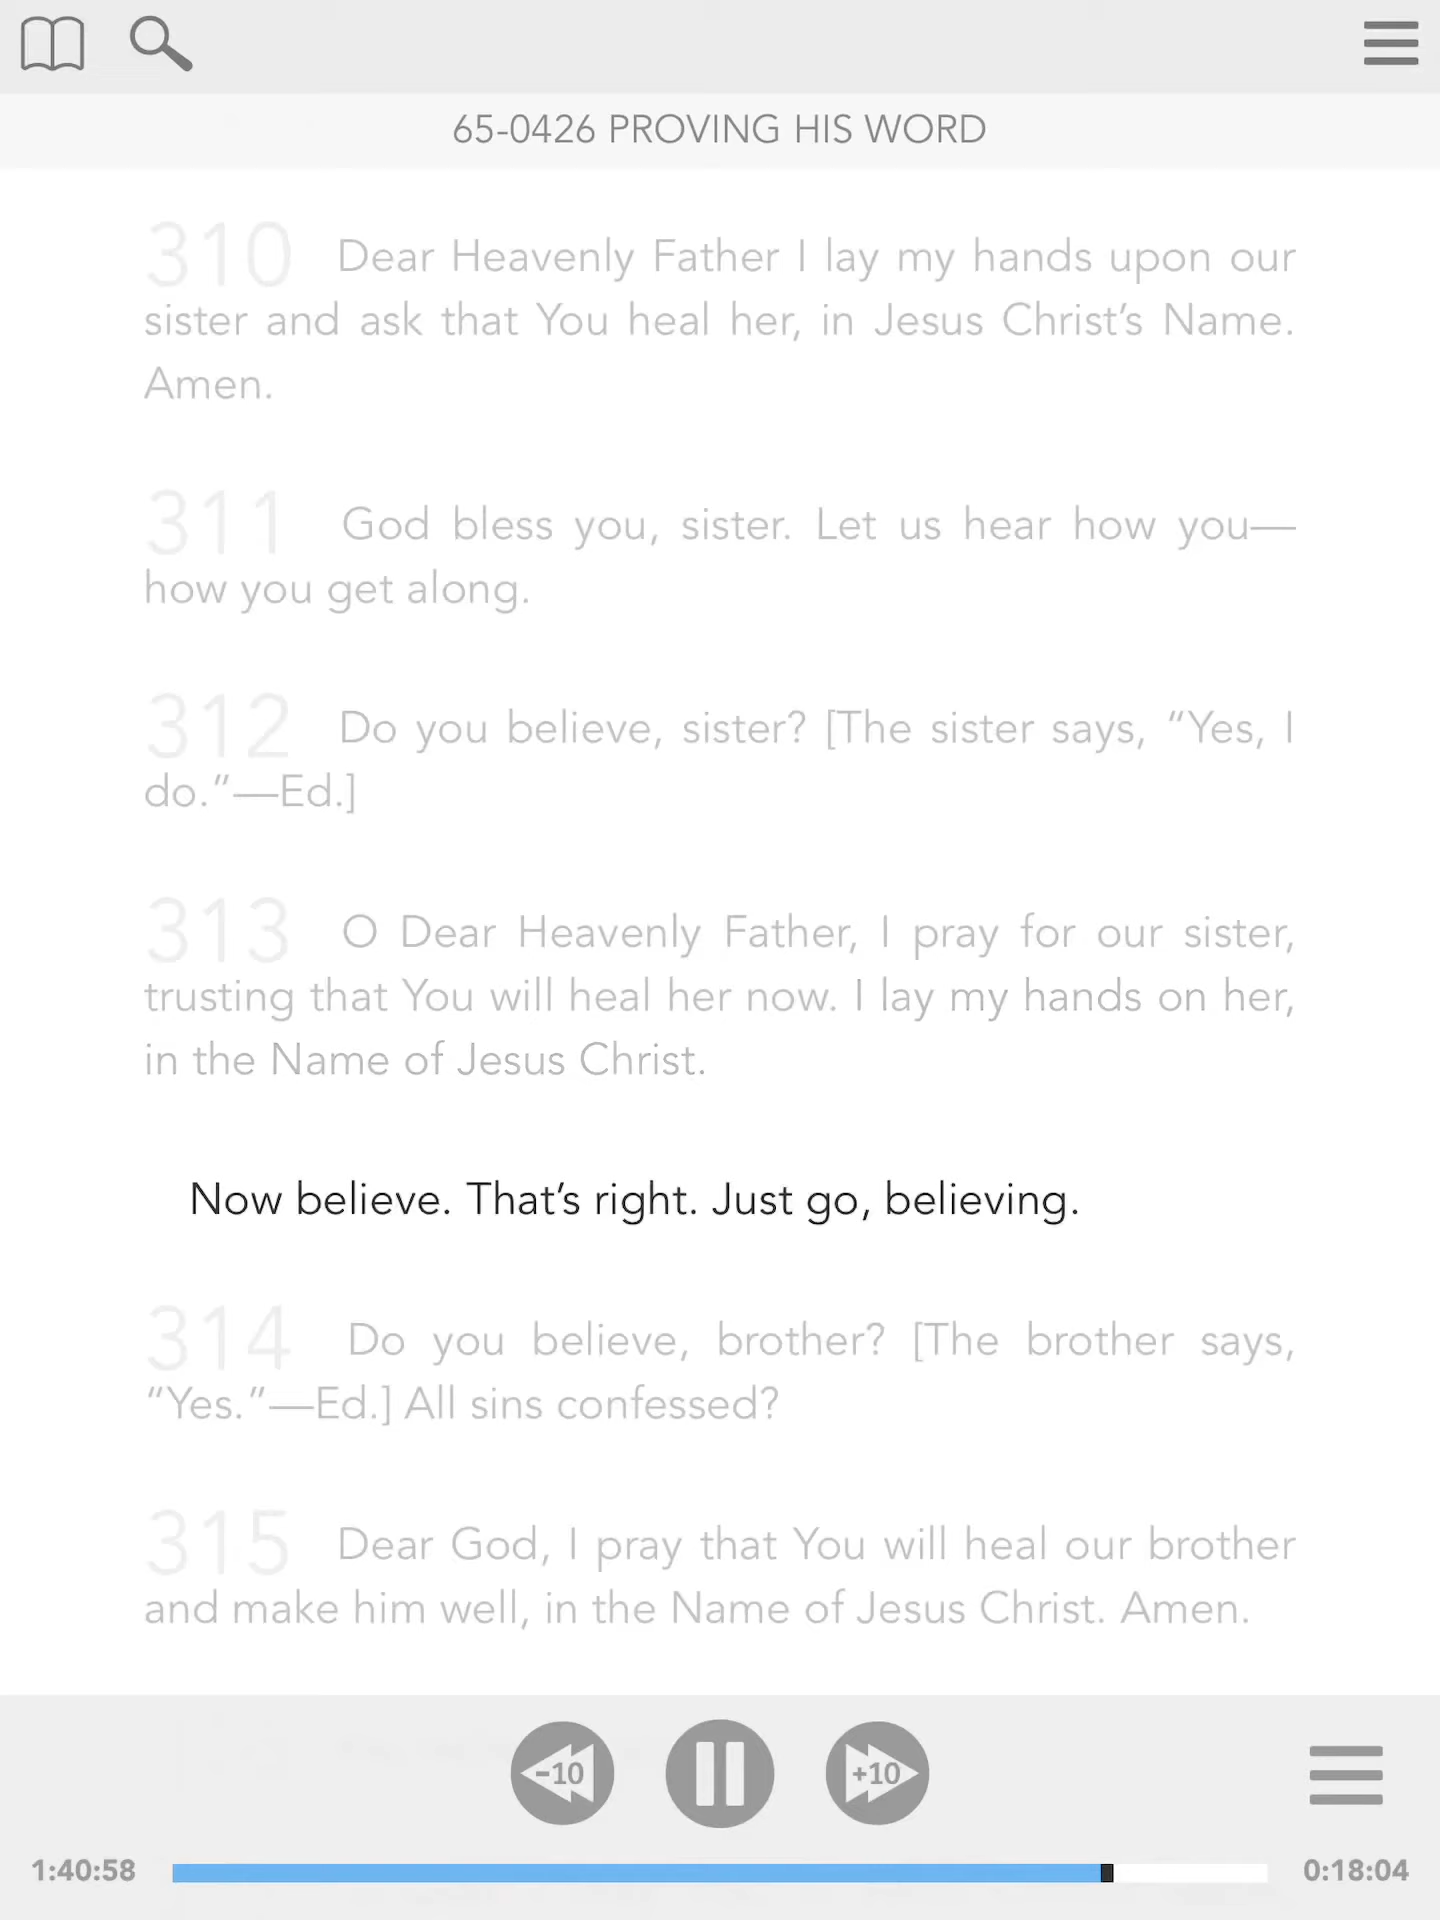 65-0426 PROVING HIS WORD
310 Dear Heavenly Father I lay my hands upon our
sister and ask that You heal her, in Jesus Christ’s Name.
Amen.
311 God bless you, sister. Let us hear how you—
how you get along.
312 Do you believe, sister? [The sister says, “Yes, I
do.”—Ed.]
313 O Dear Heavenly Father, I pray for our sister,
trusting that You will heal her now. I lay my hands on her,
in the Name of Jesus Christ.
Now believe. That’s right. Just go, believing.
314 Do you believe, brother? [The brother says,
“Yes.”—Ed.] All sins confessed?
315 Dear God, I pray that You will heal our brother
and make him well, in the Name of Jesus Christ. Amen.
-10 +10
1:40:58 0:18:04